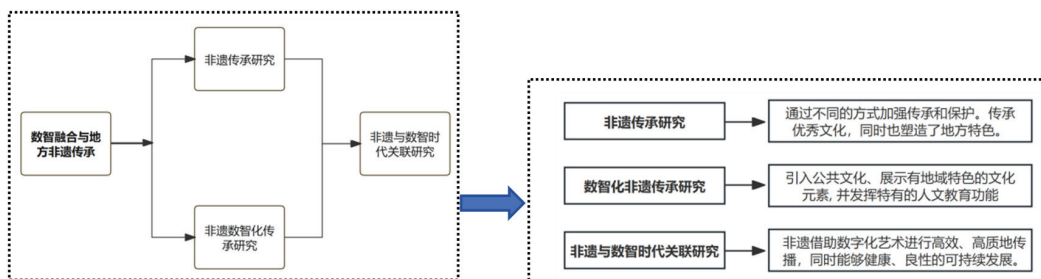 非遗传承研究
数智融合与地
方非遗传承
非遗与数智时
代关联研究
非遗数智化传
承研究
非遗传承研究
通过不同的方式加强传承和保护。传承
优秀文化，同时也塑造了地方特色。
数智化非遗传承研究
引入公共文化、展示有地域特色的文化
元素, 并发挥特有的人文教育功能
非遗与数智时代关联研究
非遗借助数字化艺术进行高效、高质地传
播，同时能够健康、良性的可持续发展。